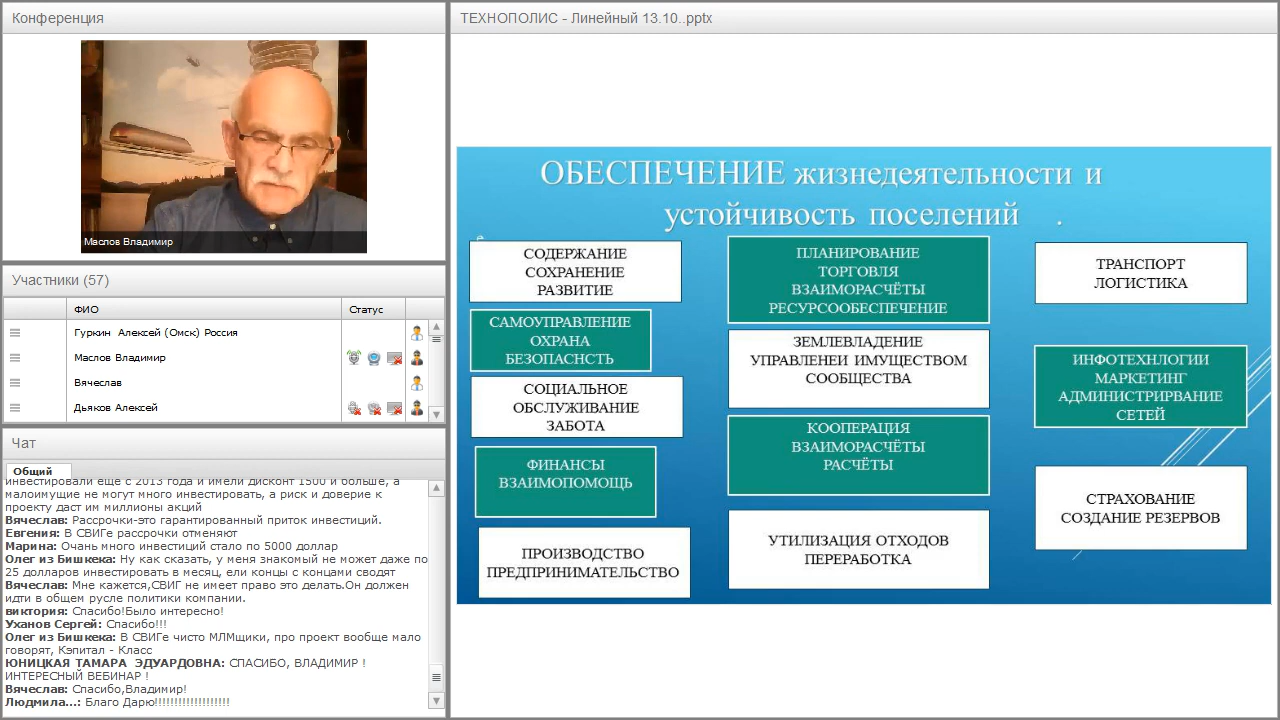 Конференция
Маслов Владимир
Участники (57)
ФИО
Статус
Гуркин Алексей (Омск) Россия
Маслов Владимир
Вячеслав
Дьяков Алексей
Чат
Общий
инвестировали еще с 2013 года и имели дисконт 1500 и больше, а
малоимущие не могут много инвестировать, а риск и доверие к
проекту даст им миллионы акций
Вячеслав: Рассрочки-это гарантированный приток инвестиций.
Евгения: В СВИГе рассрочки отменяют
Марина: Очань много инвестиций стало по 5000 доллар
Олег из Бишкека: Ну как сказать, у меня знакомый не может даже по
25 долларов инвестировать в месяц, ели концы с концами сводят
Вячеслав: Мне кажется,СВИГ не имеет право это делать.Он должен
идти в общем русле политики компании.
виктория: Спасибо!Было интересно!
Уханов Сергей: Спасибо!!!
Олег из Бишкека: В СВИГе чисто МЛМщики, про проект вообще мало
говорят, Кэпитал - Класс
ЮНИЦКАЯ ТАМАРА ЭДУАРДОВНА: СПАСИБО, ВЛАДИМИР !
ИНТЕРЕСНЫЙ ВЕБИНАР !
Вячеслав: Спасибо,Владимир!
Людмила...: Благо Дарю!!!!!!!!!!!!!!!!!!!
ТЕХНОПОЛИС - Линейный 13.10..pptx
ОБЕСПЕЧЕНИЕ жизнедеятельности и
устойчивость поселений .
СОДЕРЖАНИЕ
СОХРАНЕНИЕ
РАЗВИТИЕ
САМОУПРАВЛЕНИЕ
ОХРАНА
БЕЗОПАСНСТЬ
СОЦИАЛЬНОЕ
ОБСЛУЖИВАНИЕ
ЗАБОТА
ФИНАНСЫ
ВЗАИМОПОМОЩЬ
ПРОИЗВОДСТВО
ПРЕДПРИНИМАТЕЛЬСТВО
ПЛАНИРОВАНИЕ
ТОРГОВЛЯ
ВЗАИМОРАСЧЁТЫ
РЕСУРСООБЕСПЕЧЕНИЕ
ЗЕМЛЕВЛАДЕНИЕ
УПРАВЛЕНЕИ ИМУЩЕСТВОМ
СООБЩЕСТВА
КООПЕРАЦИЯ
ВЗАИМОРАСЧЁТЫ
РАСЧЁТЫ
УТИЛИЗАЦИЯ ОТХОДОВ
ПЕРЕРАБОТКА
ТРАНСПОРТ
ЛОГИСТИКА
ИНФОТЕХНЛОГИИ
МАРКЕТИНГ
АДМИНИСТРИРВАНИЕ
СЕТЕЙ
СТРАХОВАНИЕ
СОЗДАНИЕ РЕЗЕРВОВ